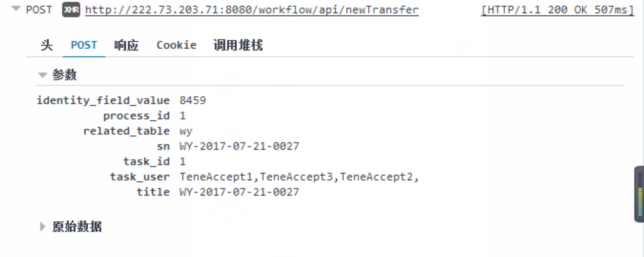 POST XHR http://222.73.203.71:8080/workflow/api/newTransfer [HTTP/1.1 200 OK 507ms]
头 POST 响应 Cookie 调用堆栈
参数
identity_field_value 8459
process_id 1
related_table wy
sn WY-2017-07-21-0027
task_id 1
task_user TeneAccept1,TeneAccept3,TeneAccept2,
title WY-2017-07-21-0027
原始数据